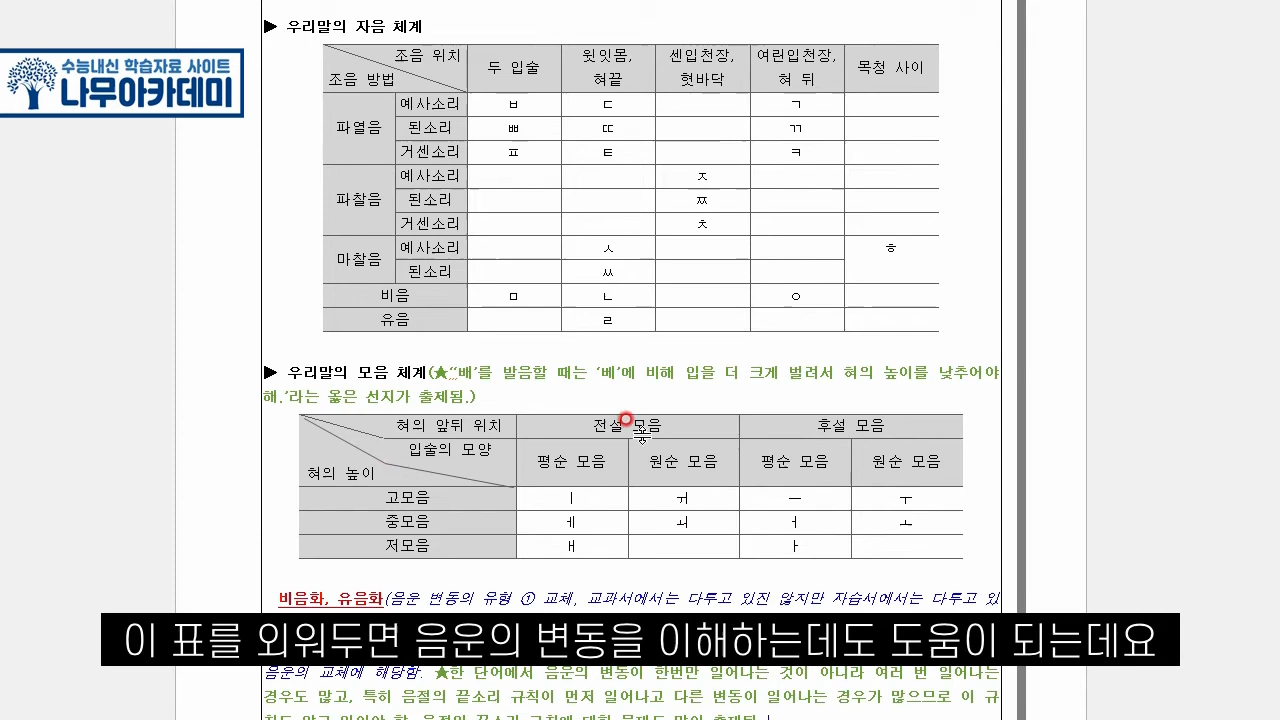 ▶ 우리말의 자음 체계
수능내신 학습자료 사이트
나무아카데미
조음 위치
조음 방법
두 입술
윗잇몸,
혀끝
센입천장,
혓바닥
여린입천장,
혀 뒤
목청 사이
파열음
예사소리 ㅂ ㄷ ㄱ
된소리 ㅃ ㄸ ㄲ
거센소리 ㅍ ㅌ ㅋ
파찰음
예사소리 ㅈ
된소리 ㅉ
거센소리 ㅊ
마찰음
예사소리 ㅅ ㅎ
된소리 ㅆ
비음 ㅁ ㄴ ㅇ
유음 ㄹ
▶ 우리말의 모음 체계(★“‘배’를 발음할 때는 ‘베’에 비해 입을 더 크게 벌려서 혀의 높이를 낮추어야
해.’라는 옳은 선지가 출제됨.)
혀의 앞뒤 위치
입술의 모양
혀의 높이
전설 모음 후설 모음
평순 모음 원순 모음 평순 모음 원순 모음
고모음 ㅣ ㅟ ㅡ ㅜ
중모음 ㅔ ㅚ ㅓ ㅗ
저모음 ㅐ ㅏ
비음화, 유음화(음운 변동의 유형 ① 교체, 교과서에서는 다루고 있진 않지만 자습서에서는 다루고 있
이 표를 외워두면 음운의 변동을 이해하는데도 도움이 되는데요
음운의 교체에 해당함. ★한 단어에서 음운의 변동이 한번만 일어나는 것이 아니라 여러 번 일어나는
경우도 많고, 특히 음절의 끝소리 규칙이 먼저 일어나고 다른 변동이 일어나는 경우가 많으므로 이 규